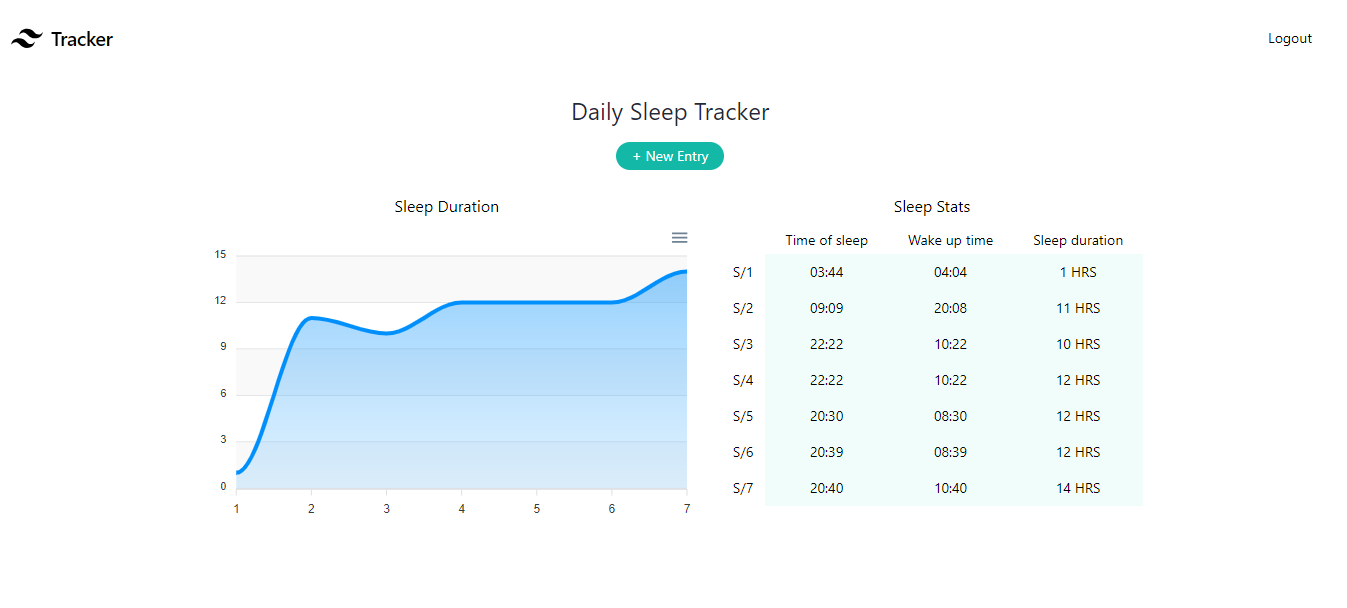 Tracker
Logout
Daily Sleep Tracker
+ New Entry
Sleep Duration
15
12
9
6
3
0
1 2 3 4 5 6 7
Sleep Stats
Time of sleep Wake up time Sleep duration
S/1 03:44 04:04 1 HRS
S/2 09:09 20:08 11 HRS
S/3 22:22 10:22 10 HRS
S/4 22:22 10:22 12 HRS
S/5 20:30 08:30 12 HRS
S/6 20:39 08:39 12 HRS
S/7 20:40 10:40 14 HRS